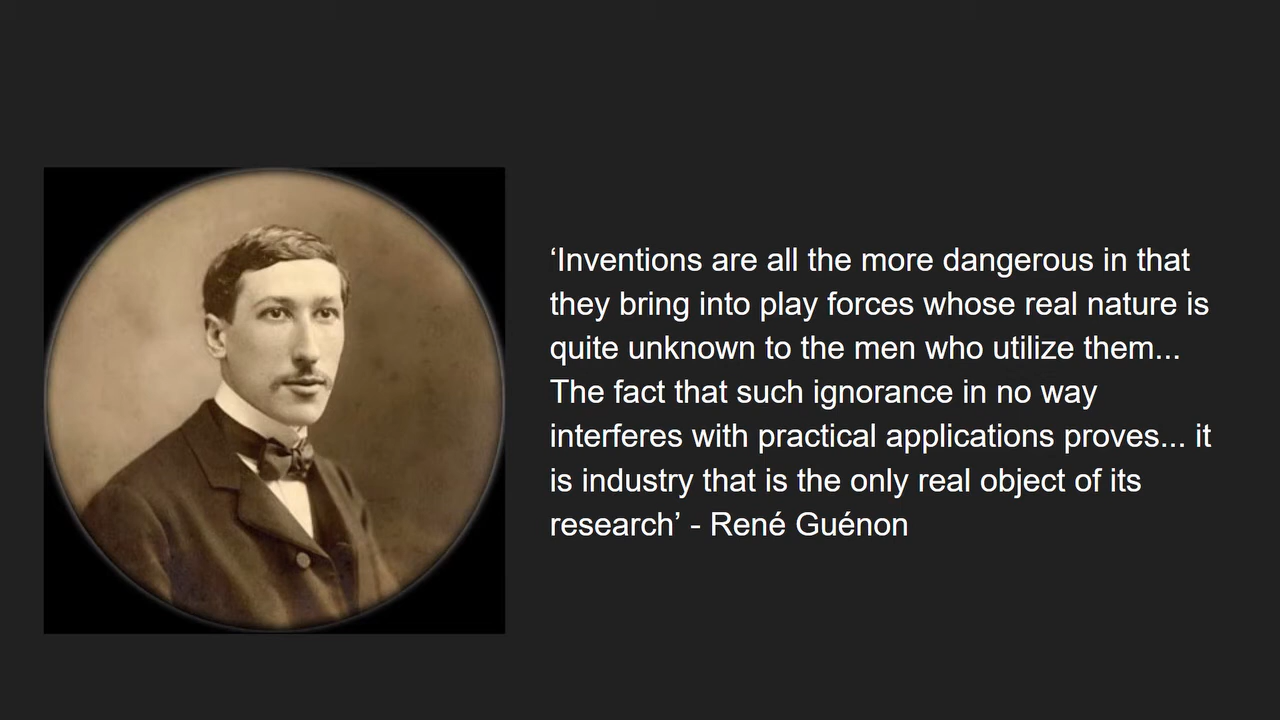 ‘Inventions are all the more dangerous in that
they bring into play forces whose real nature is
quite unknown to the men who utilize them...
The fact that such ignorance in no way
interferes with practical applications proves... it
is industry that is the only real object of its
research’ - René Guénon